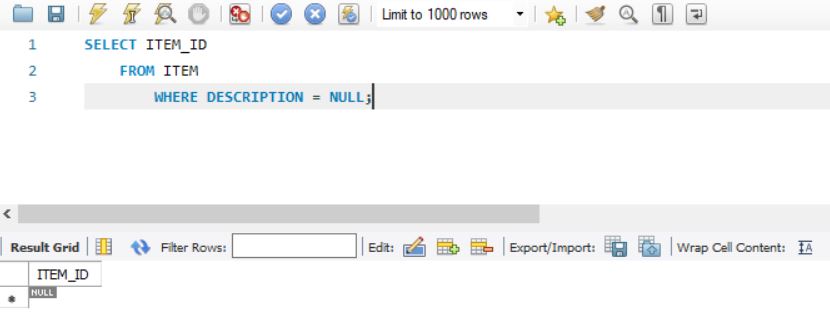 Limit to 1000 rows
1 SELECT ITEM_ID
2 FROM ITEM
3 WHERE DESCRIPTION = NULL;
Result Grid Filter Rows: Edit: Export/Import: Wrap Cell Content:
ITEM_ID
* NULL